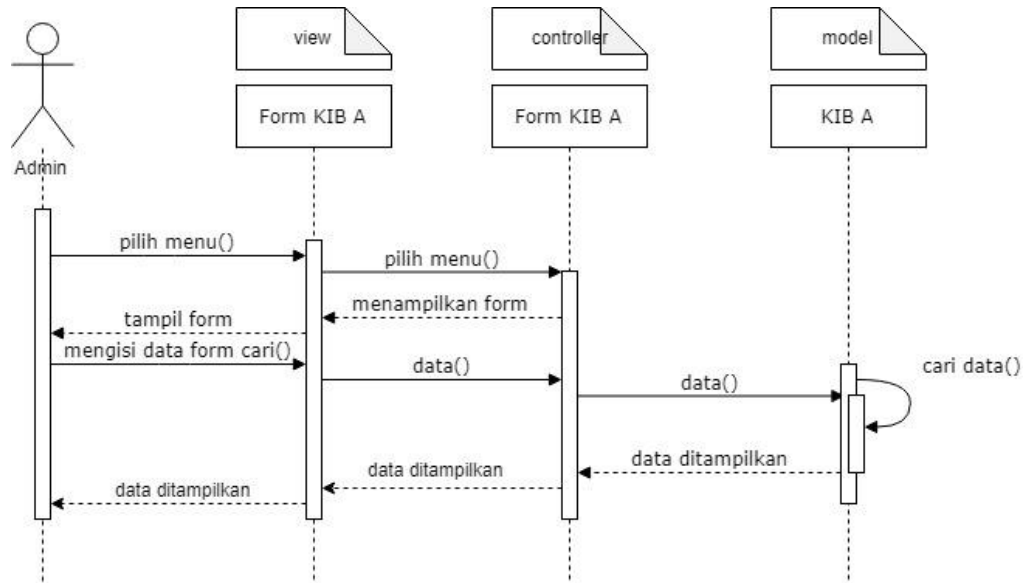 view
controller
model
Form KIB A
Form KIB A
KIB A
Admin
pilih menu()
pilih menu()
menampilkan form
tampil form
mengisi data form cari()
data()
cari data()
data()
data ditampilkan
data ditampilkan
data ditampilkan